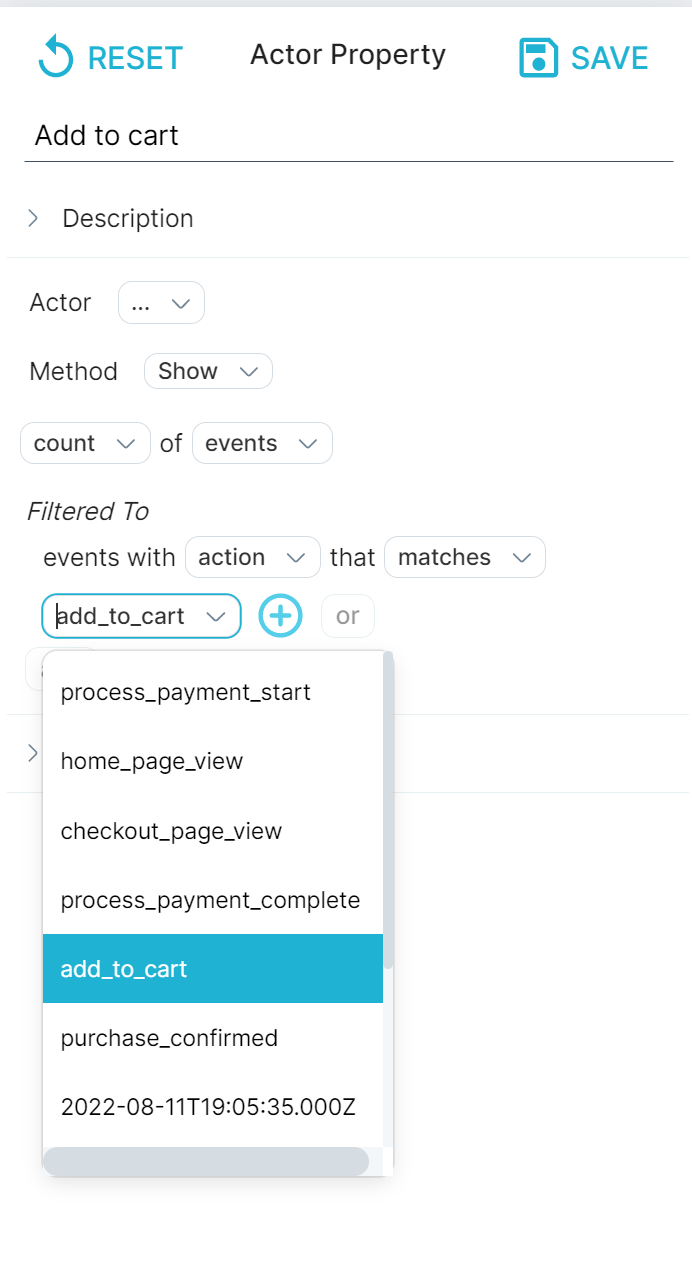 RESET Actor Property SAVE
Add to cart
Description
Actor ...
Method Show
count of events
Filtered To
events with action that matches
add_to_cart or
process_payment_start
home_page_view
checkout_page_view
process_payment_complete
add_to_cart
purchase_confirmed
2022-08-11T19:05:35.000Z